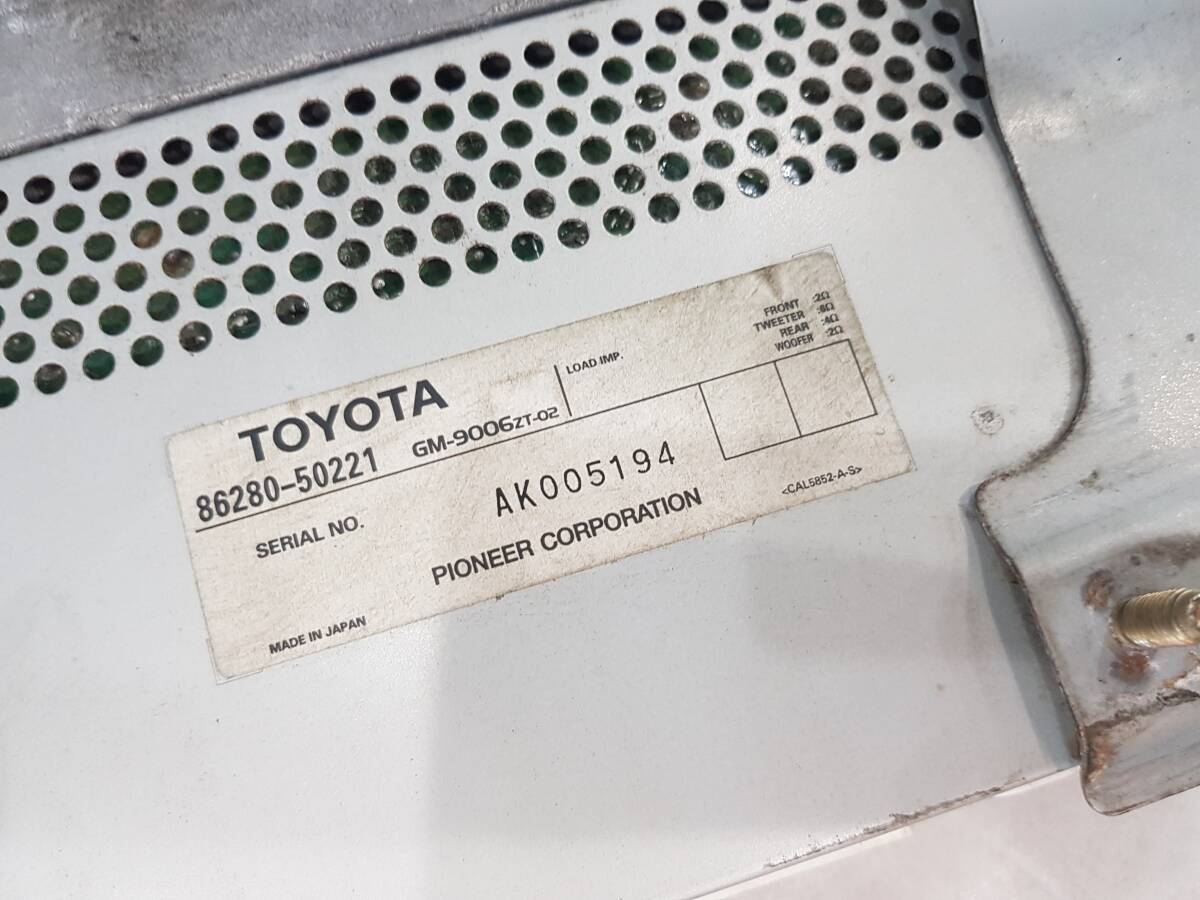 TOYOTA
86280-50221 GM-9006ZT-02
LOAD IMP.
FRONT :2Ω
TWEETER :6Ω
REAR :4Ω
WOOFER :2Ω
SERIAL NO. AK005194
PIONEER CORPORATION
<CAL5852-A-S>
MADE IN JAPAN